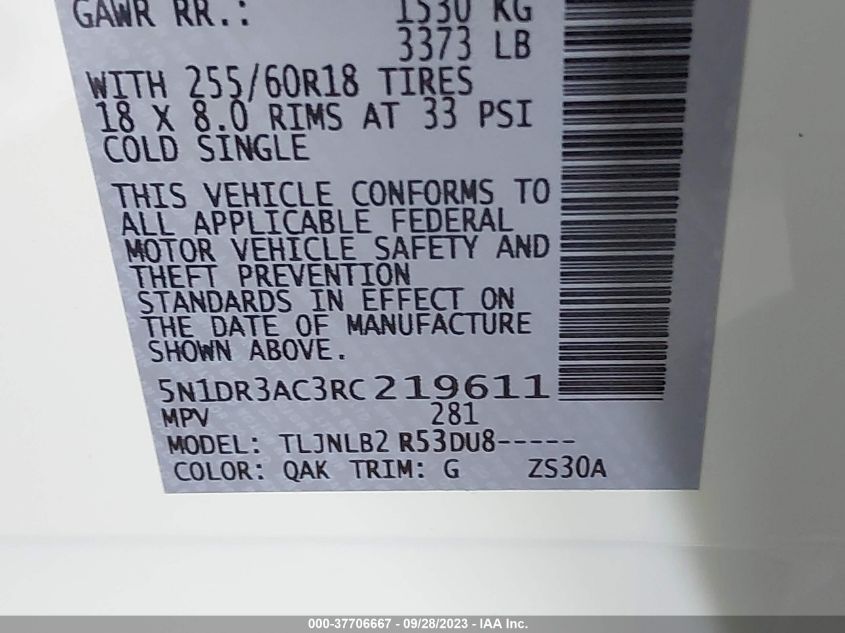 GAWR RR.: 1530 KG
3373 LB
WITH 255/60R18 TIRES
18 X 8.0 RIMS AT 33 PSI
COLD SINGLE
THIS VEHICLE CONFORMS TO
ALL APPLICABLE FEDERAL
MOTOR VEHICLE SAFETY AND
THEFT PREVENTION
STANDARDS IN EFFECT ON
THE DATE OF MANUFACTURE
SHOWN ABOVE.
5N1DR3AC3RC219611
MPV 281
MODEL: TLJNLB2 R53DU8-----
COLOR: QAK TRIM: G ZS30A
000-37706667 - 09/28/2023 - IAA Inc.